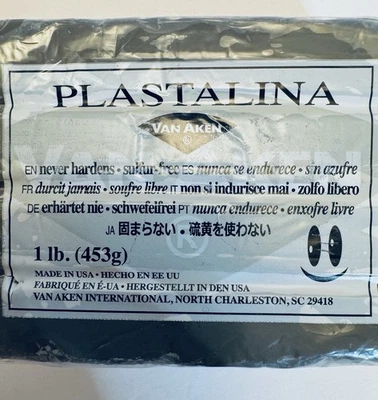 PLASTALINA
VAN AKEN
®
EN never hardens • sulfur-free ES nunca se endurece • sin azufre
FR durcit jamais • soufre libre IT non si indurisce mai • zolfo libero
DE erhärtet nie • schwefeifrei PT nunca endurece • enxofre livre
JA 固まらない • 硫黄を使わない
®
1 lb. (453g)
MADE IN USA • HECHO EN EE UU
FABRIQUÉ EN É-UA • HERGESTELLT IN DEN USA
VAN AKEN INTERNATIONAL, NORTH CHARLESTON, SC 29418